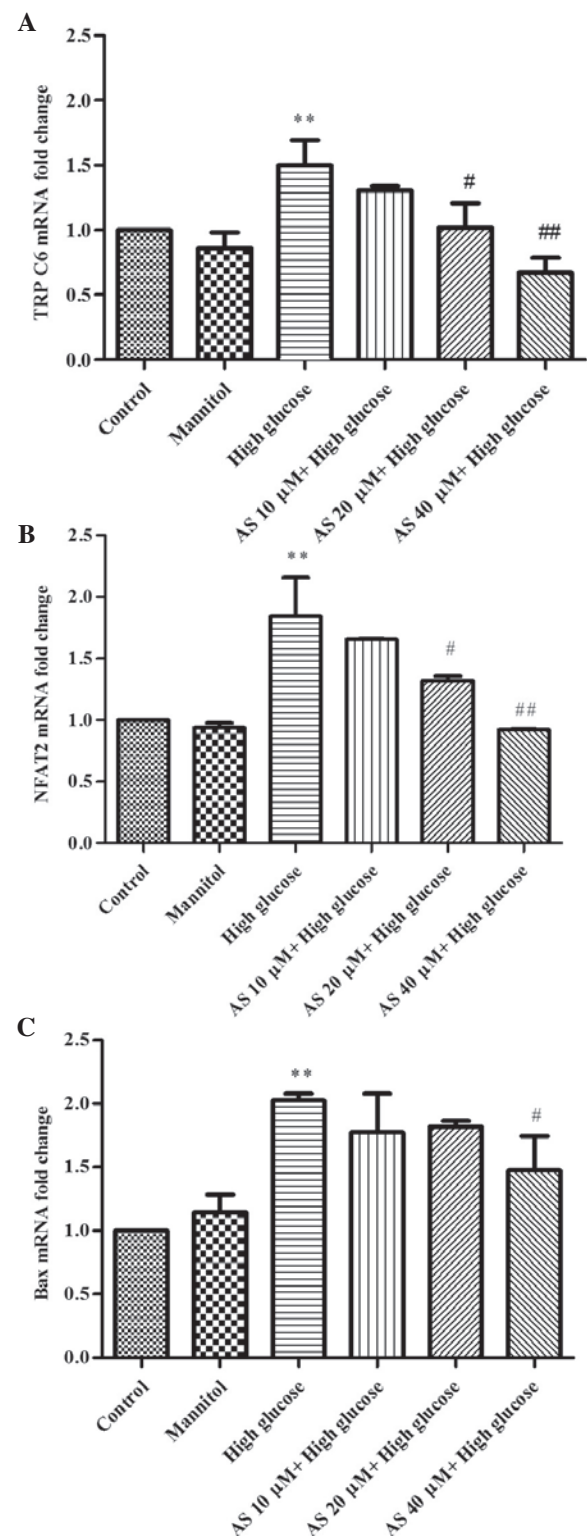 A
TRP C6 mRNA fold change
2.5
2.0
1.5
1.0
0.5
0.0
**
#
##
Control
Mannitol
High glucose
AS 10 µM+ High glucose
AS 20 µM+ High glucose
AS 40 µM+ High glucose
B
NFAT2 mRNA fold change
2.5
2.0
1.5
1.0
0.5
0.0
**
#
##
Control
Mannitol
High glucose
AS 10 µM+ High glucose
AS 20 µM+ High glucose
AS 40 µM+ High glucose
C
Bax mRNA fold change
2.5
2.0
1.5
1.0
0.5
0.0
**
#
Control
Mannitol
High glucose
AS 10 µM+ High glucose
AS 20 µM+ High glucose
AS 40 µM+ High glucose